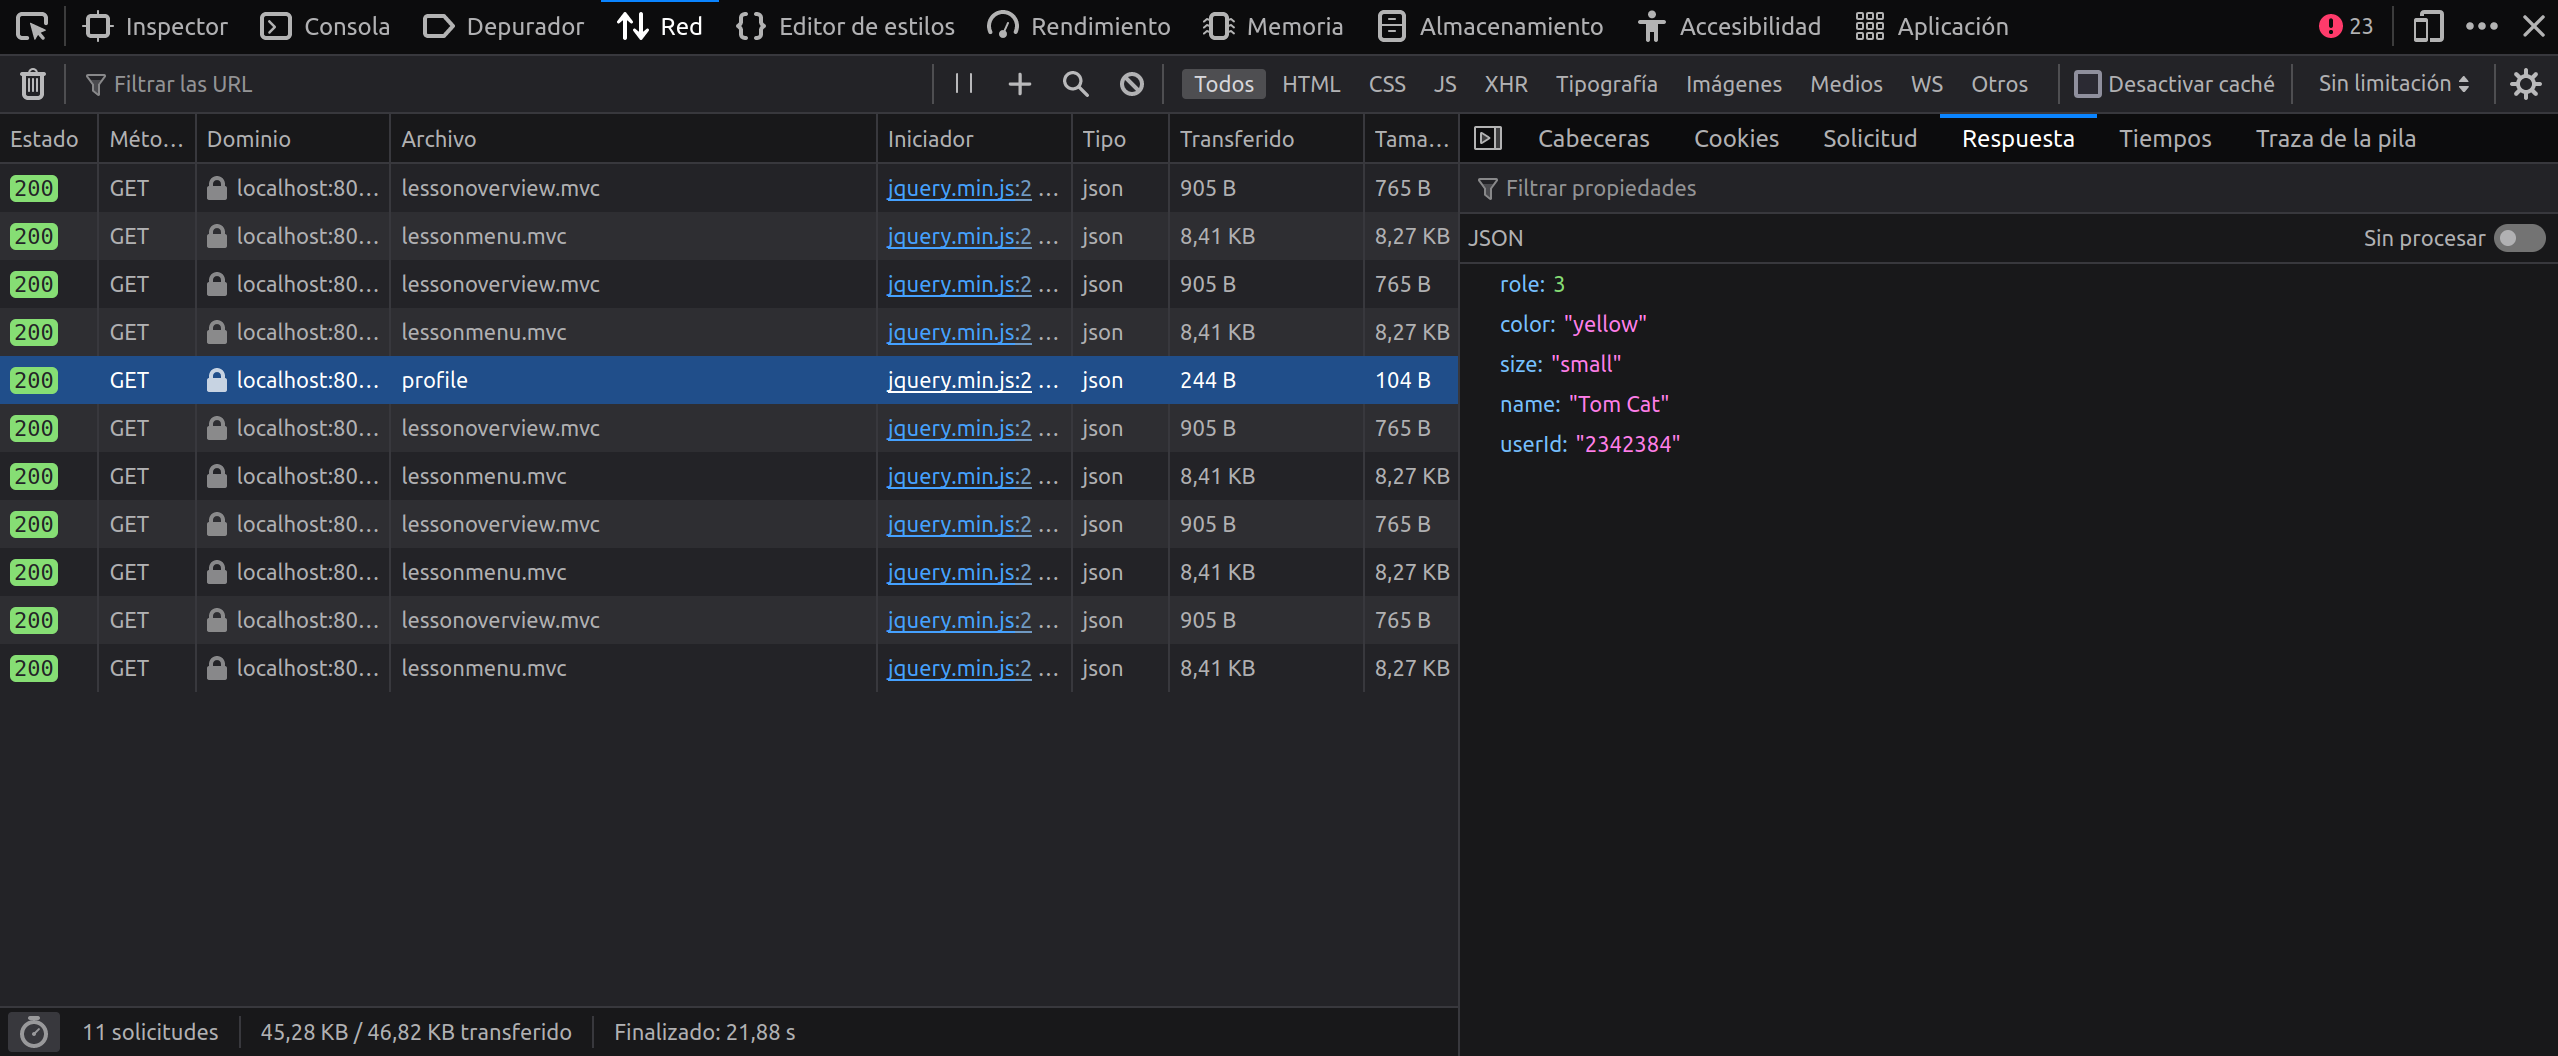 Inspector Consola Depurador Red Editor de estilos Rendimiento Memoria Almacenamiento Accesibilidad Aplicación 23
Filtrar las URL Todos HTML CSS JS XHR Tipografía Imágenes Medios WS Otros Desactivar caché Sin limitación
Estado Méto... Dominio Archivo Iniciador Tipo Transferido Tama...
200 GET localhost:80... lessonoverview.mvc jquery.min.js:2 ... json 905 B 765 B
200 GET localhost:80... lessonmenu.mvc jquery.min.js:2 ... json 8,41 KB 8,27 KB
200 GET localhost:80... lessonoverview.mvc jquery.min.js:2 ... json 905 B 765 B
200 GET localhost:80... lessonmenu.mvc jquery.min.js:2 ... json 8,41 KB 8,27 KB
200 GET localhost:80... profile jquery.min.js:2 ... json 244 B 104 B
200 GET localhost:80... lessonoverview.mvc jquery.min.js:2 ... json 905 B 765 B
200 GET localhost:80... lessonmenu.mvc jquery.min.js:2 ... json 8,41 KB 8,27 KB
200 GET localhost:80... lessonoverview.mvc jquery.min.js:2 ... json 905 B 765 B
200 GET localhost:80... lessonmenu.mvc jquery.min.js:2 ... json 8,41 KB 8,27 KB
200 GET localhost:80... lessonoverview.mvc jquery.min.js:2 ... json 905 B 765 B
200 GET localhost:80... lessonmenu.mvc jquery.min.js:2 ... json 8,41 KB 8,27 KB
11 solicitudes 45,28 KB / 46,82 KB transferido Finalizado: 21,88 s
Cabeceras Cookies Solicitud Respuesta Tiempos Traza de la pila
Filtrar propiedades
JSON Sin procesar
role: 3
color: "yellow"
size: "small"
name: "Tom Cat"
userId: "2342384"